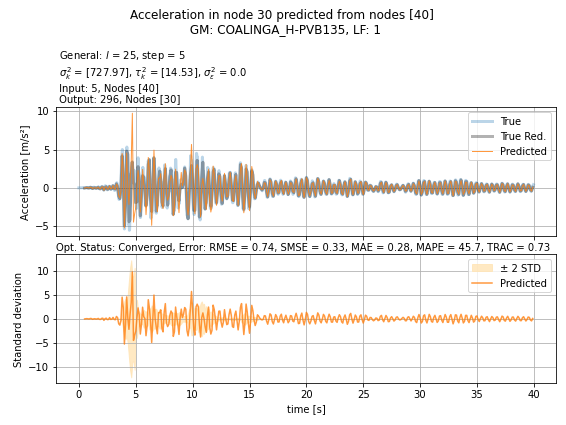 Acceleration in node 30 predicted from nodes [40]
GM: COALINGA_H-PVB135, LF: 1
General: l = 25, step = 5
σ²ₖ = [727.97], τ²ₖ = [14.53], σ²ε = 0.0
Input: 5, Nodes [40]
Output: 296, Nodes [30]
Acceleration [m/s²]
10
5
0
−5
True
True Red.
Predicted
Opt. Status: Converged, Error: RMSE = 0.74, SMSE = 0.33, MAE = 0.28, MAPE = 45.7, TRAC = 0.73
Standard deviation
10
5
0
−5
−10
± 2 STD
Predicted
0 5 10 15 20 25 30 35 40
time [s]